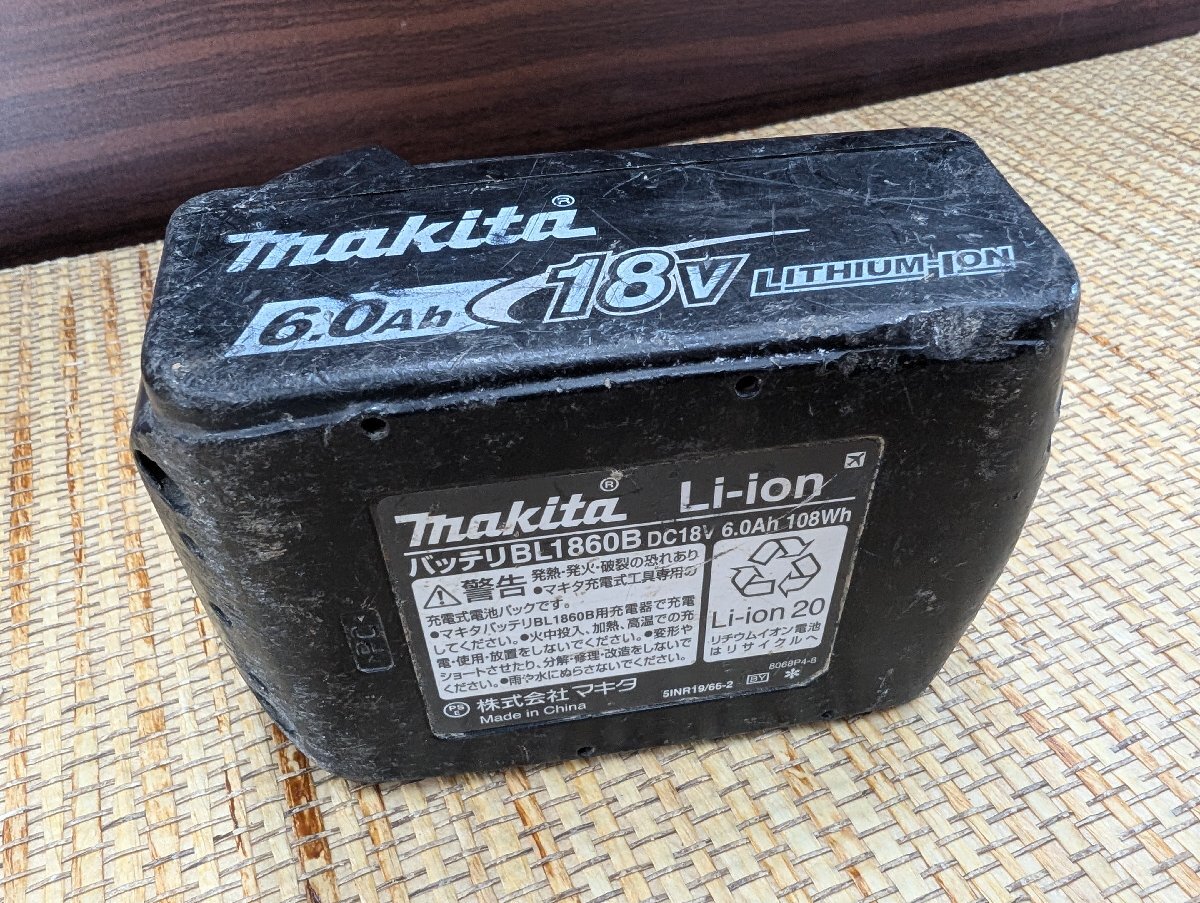 makita®
6.0Ah 18V LITHIUM-ION
makita® Li-ion
バッテリBL1860B DC18V 6.0Ah 108Wh
警告 発熱・発火・破裂の恐れあり
●マキタ充電式工具専用の
充電式電池パックです。
●マキタバッテリBL1860B用充電器で充電
してください。●火中投入、加熱、高温での充
電・使用・放置をしないでください。●変形や
ショートさせたり、分解・修理・改造をしないで
ください。●雨や水にぬらさないでください。
Li-ion 20
リチウムイオン電池
はリサイクルへ
PS
E
株式会社マキタ
Made in China
5INR19/65-2
BY
6068P4-8
PC